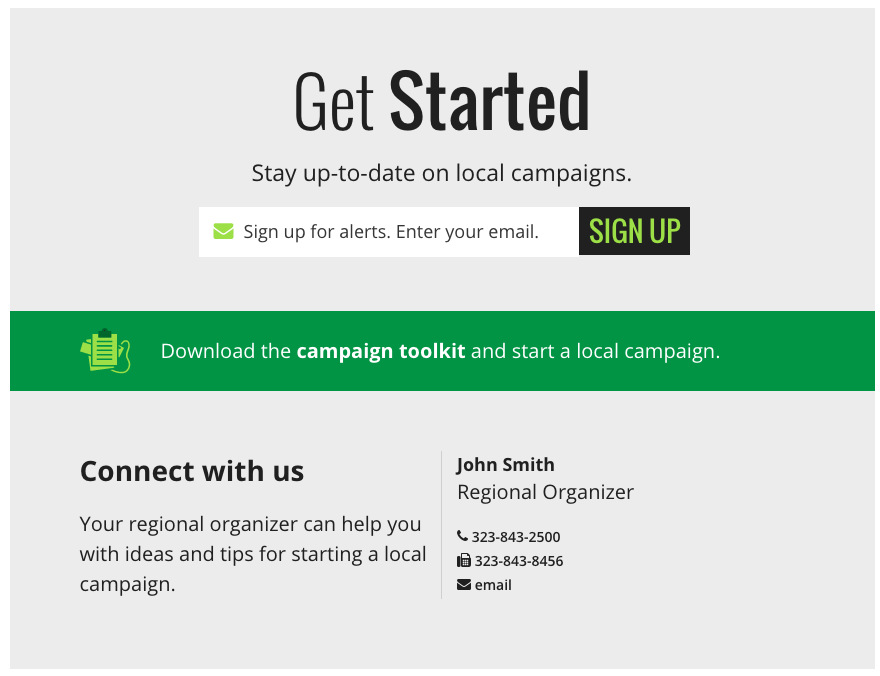 Get Started
Stay up-to-date on local campaigns.
Sign up for alerts. Enter your email.
SIGN UP
Download the campaign toolkit and start a local campaign.
Connect with us
Your regional organizer can help you
with ideas and tips for starting a local
campaign.
John Smith
Regional Organizer
323-843-2500
323-843-8456
email